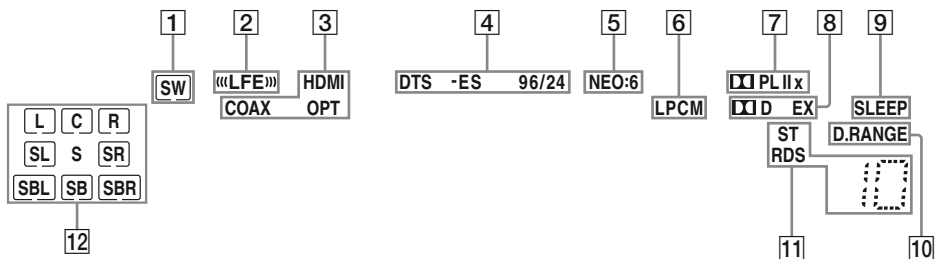 1 2 3 4 5 6 7 8 9
SW LFE HDMI DTS -ES 96/24 NEO:6 PL II x
COAX OPT LPCM D EX SLEEP
L C R ST D.RANGE
SL S SR RDS
SBL SB SBR 10
12 11 10